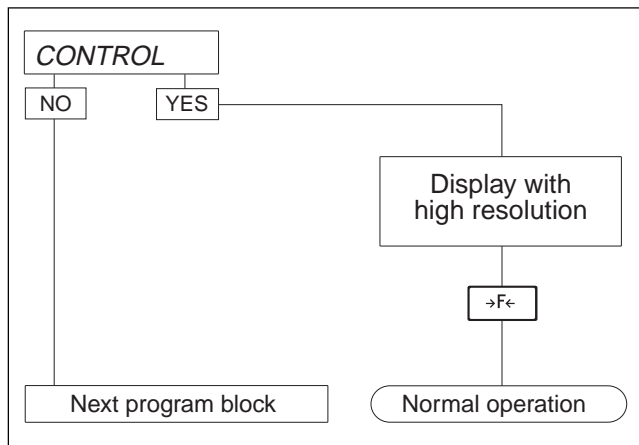 CONTROL
NO YES
Display with
high resolution
→F←
Next program block Normal operation